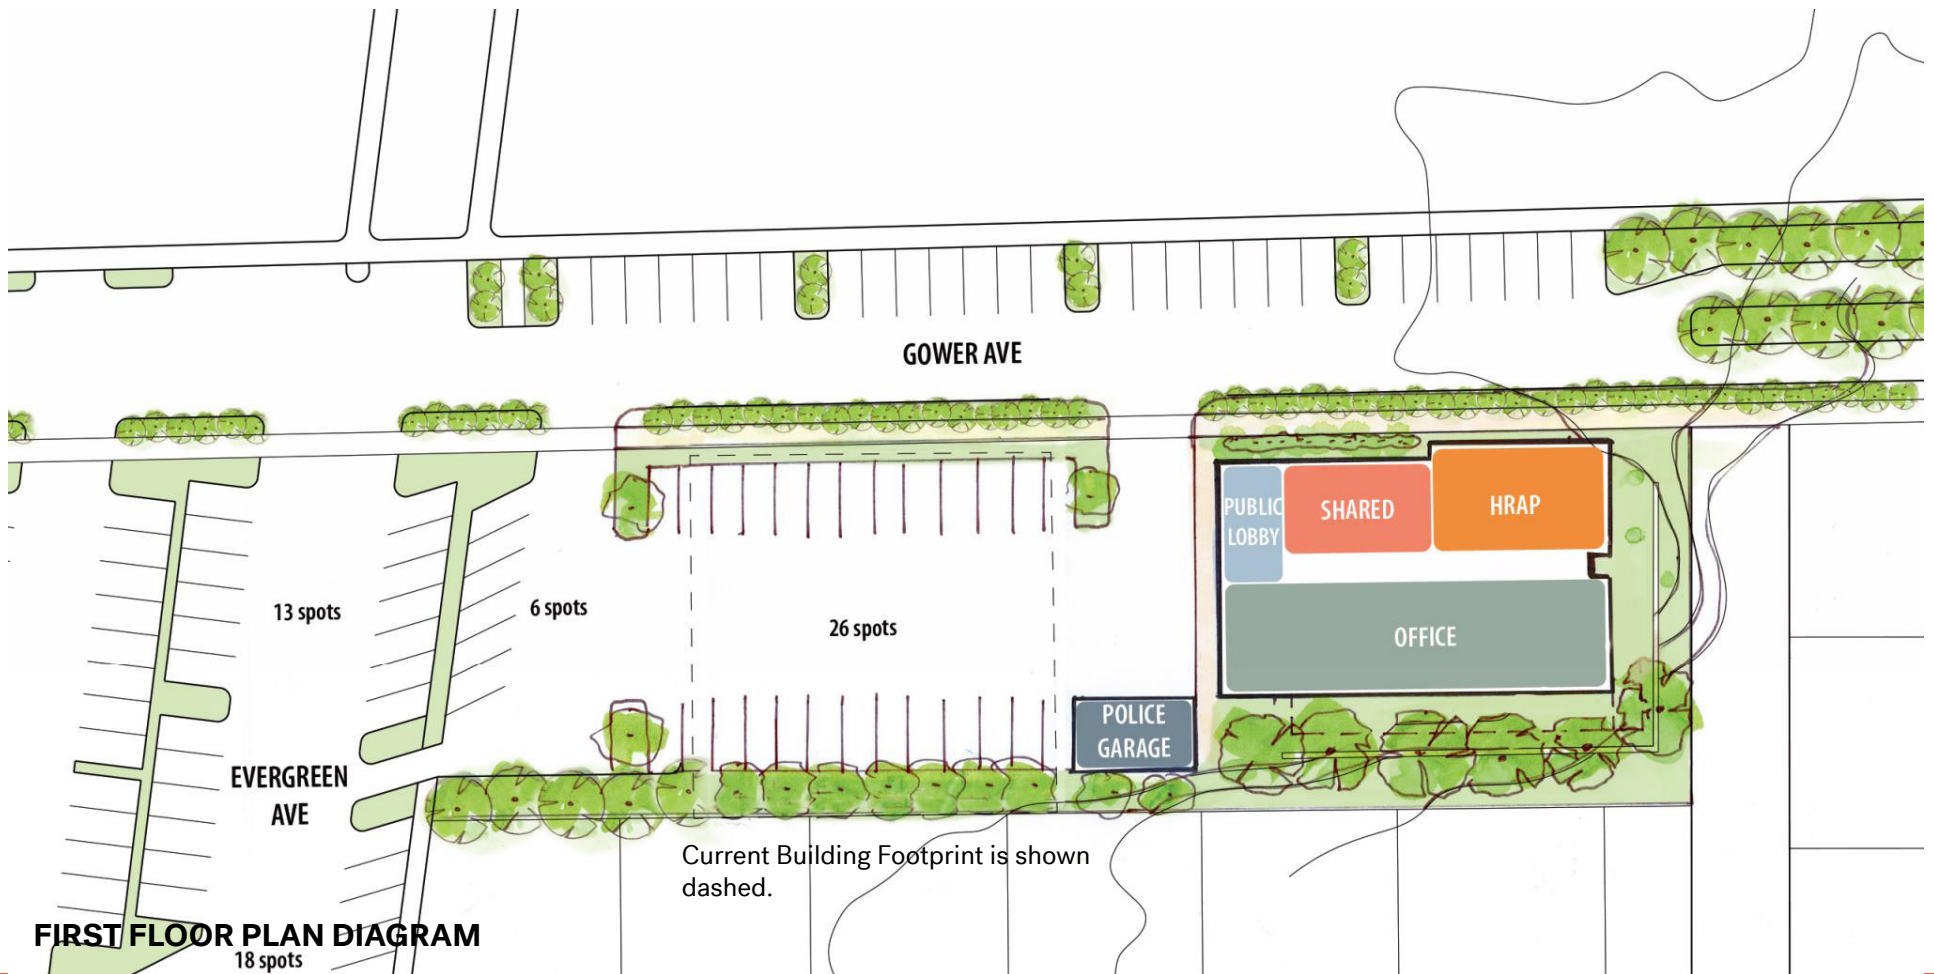 GOWER AVE
PUBLIC
LOBBY
SHARED
HRAP
OFFICE
13 spots
6 spots
26 spots
POLICE
GARAGE
EVERGREEN
AVE
Current Building Footprint is shown
dashed.
FIRST FLOOR PLAN DIAGRAM
18 spots